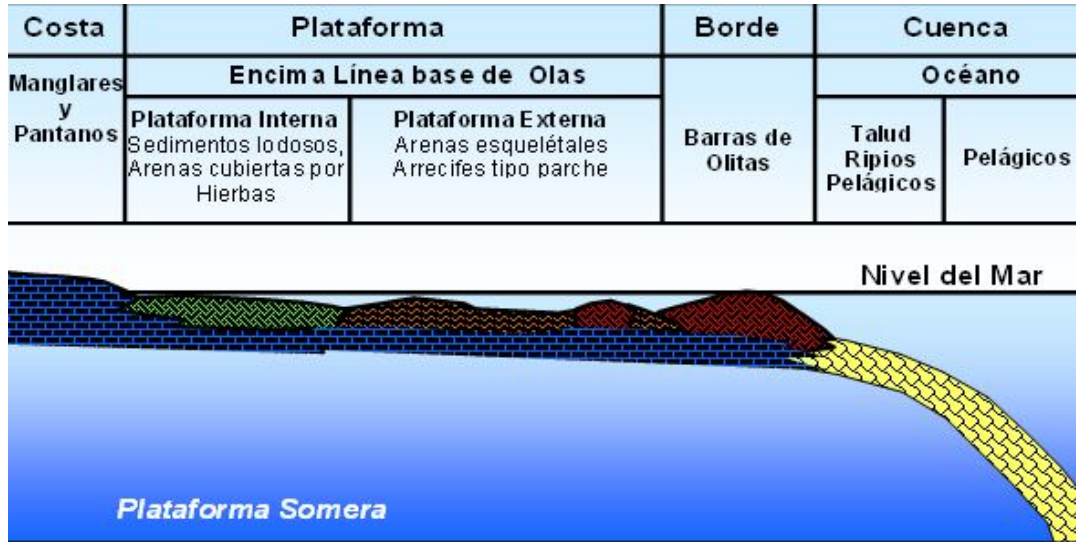 Costa
Plataforma
Borde
Cuenca
Manglares
y
Pantanos
Encima Línea base de Olas
Plataforma Interna
Sedimentos lodosos,
Arenas cubiertas por
Hierbas
Plataforma Externa
Arenas esquelétales
Arrecifes tipo parche
Barras de
Olitas
Océano
Talud
Ripios
Pelágicos
Pelágicos
Nivel del Mar
Plataforma Somera